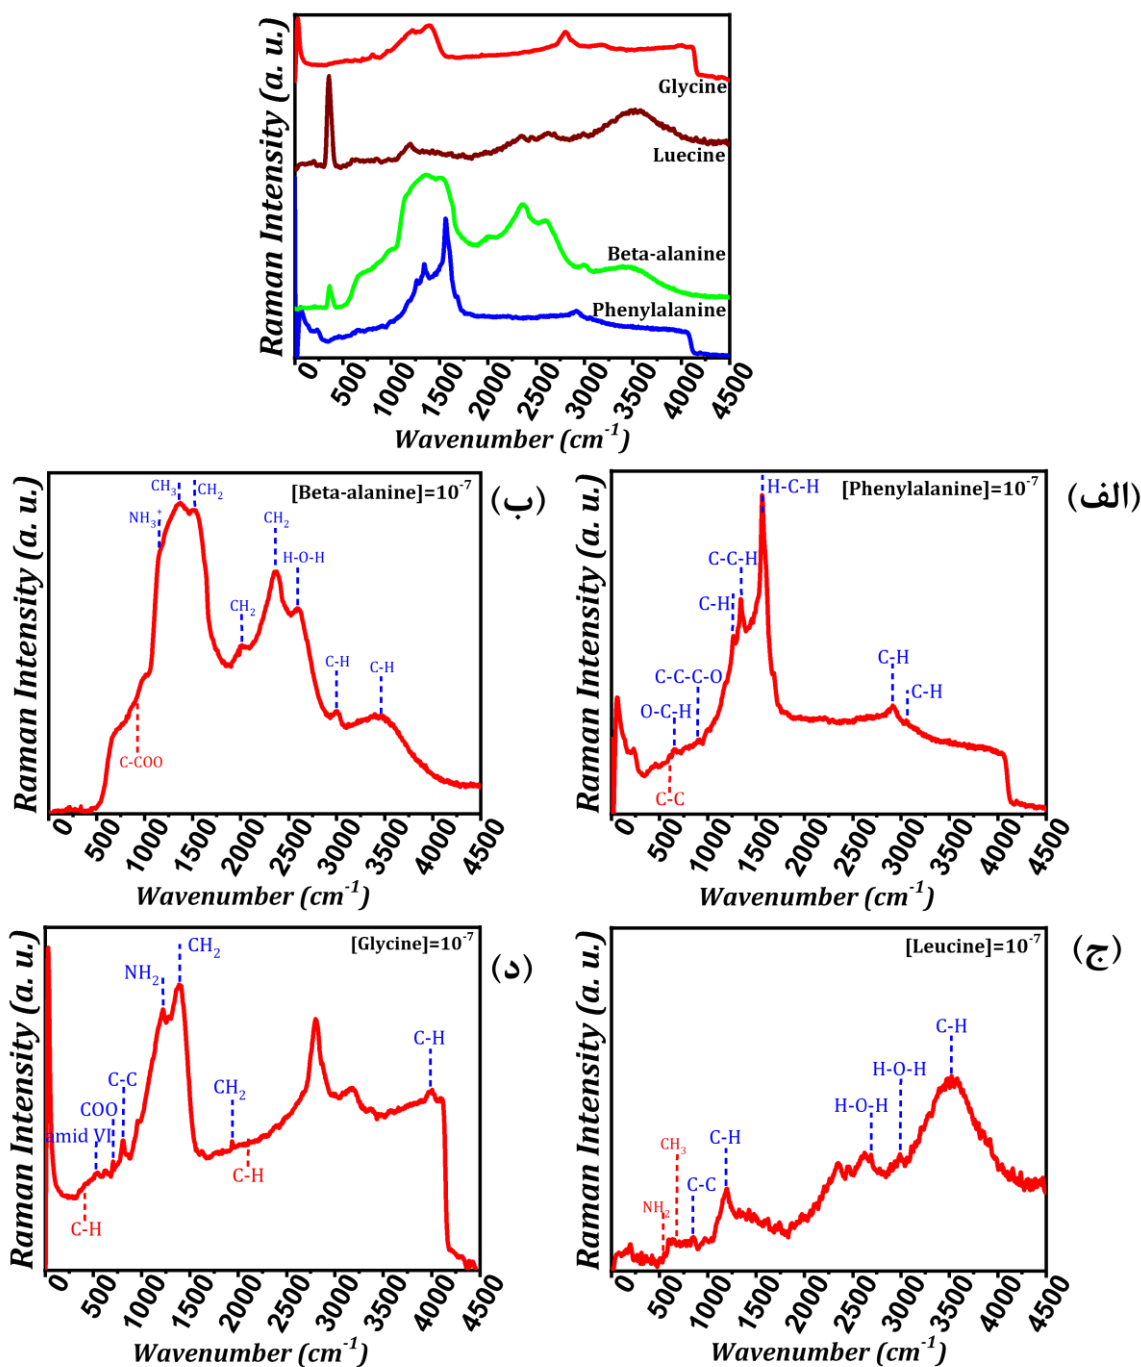 Raman Intensity (a. u.)
Glycine
Luecine
Beta-alanine
Phenylalanine
0 500 1000 1500 2000 2500 3000 3500 4000 4500
Wavenumber (cm⁻¹)
(الف)
[Phenylalanine]=10⁻⁷
H-C-H
C-C-H
C-H
C-C-C-O
O-C-H
C-C
C-H
C-H
Raman Intensity (a. u.)
0 500 1000 1500 2000 2500 3000 3500 4000 4500
Wavenumber (cm⁻¹)
(ب)
[Beta-alanine]=10⁻⁷
CH₃
CH₂
NH₃⁺
CH₂
H-O-H
CH₂
C-H
C-H
C-COO
Raman Intensity (a. u.)
0 500 1000 1500 2000 2500 3000 3500 4000 4500
Wavenumber (cm⁻¹)
(ج)
[Leucine]=10⁻⁷
C-H
H-O-H
H-O-H
C-H
CH₃
C-C
NH₂
Raman Intensity (a. u.)
0 500 1000 1500 2000 2500 3000 3500 4000 4500
Wavenumber (cm⁻¹)
(د)
[Glycine]=10⁻⁷
CH₂
NH₂
C-H
C-C
CH₂
COO
amid VI
C-H
C-H
Raman Intensity (a. u.)
0 500 1000 1500 2000 2500 3000 3500 4000 4500
Wavenumber (cm⁻¹)